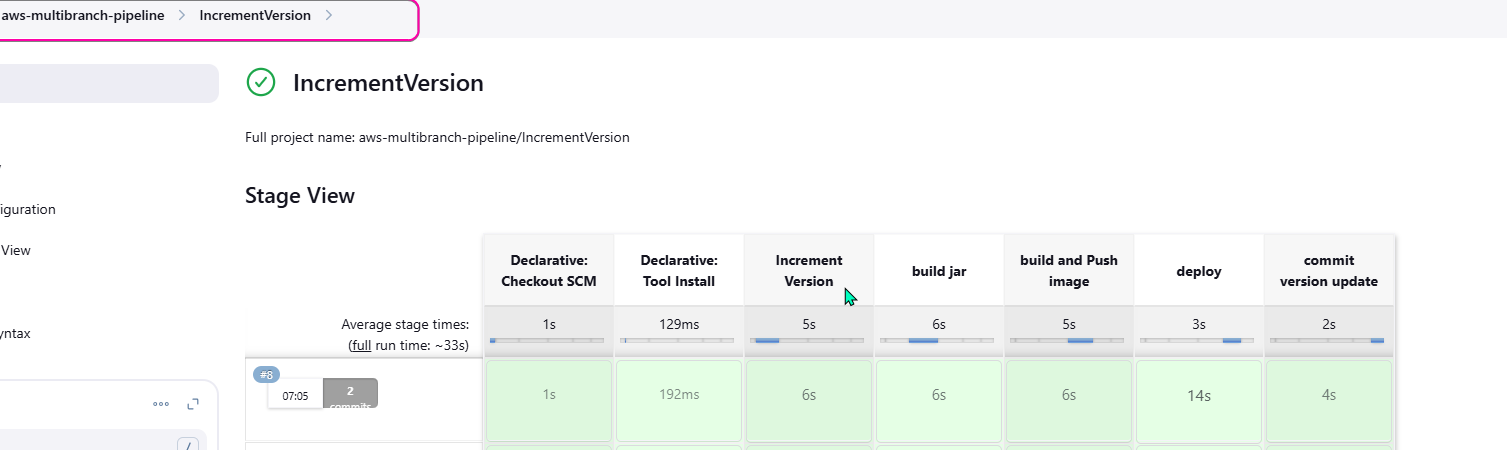 aws-multibranch-pipeline > IncrementVersion >
IncrementVersion
Full project name: aws-multibranch-pipeline/IncrementVersion
iguration
View
yntax
/
Stage View
Declarative: Checkout SCM
Declarative: Tool Install
Increment Version
build jar
build and Push image
deploy
commit version update
Average stage times:
1s 129ms 5s 6s 5s 3s 2s
(full run time: ~33s)
#8
07:05
2 commits
1s 192ms 6s 6s 6s 14s 4s